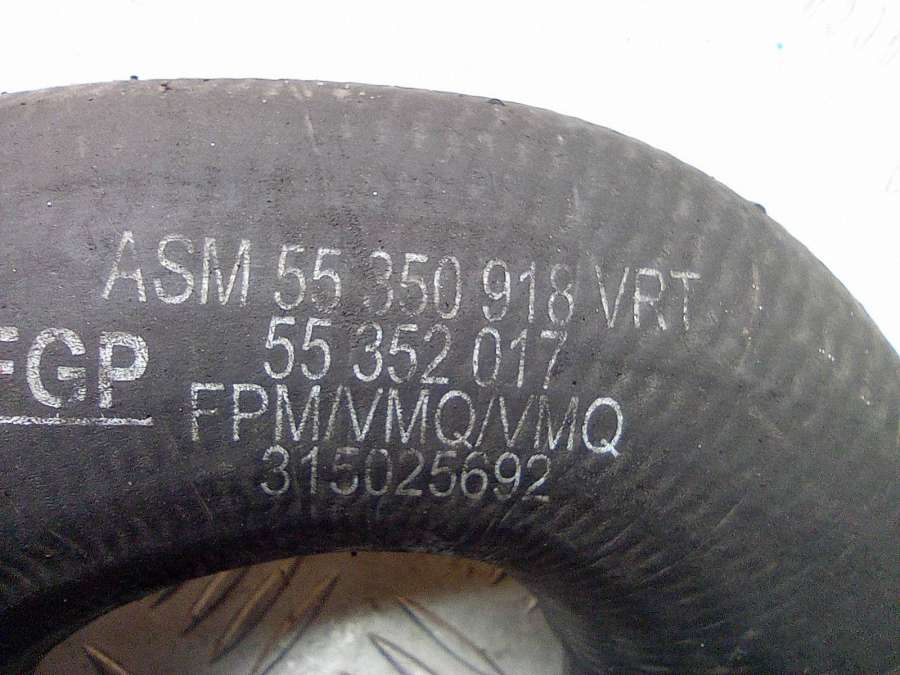 ASM 55 350 918 VRT
55 352 017
FGP
FPM/VMQ/VMQ
315025692